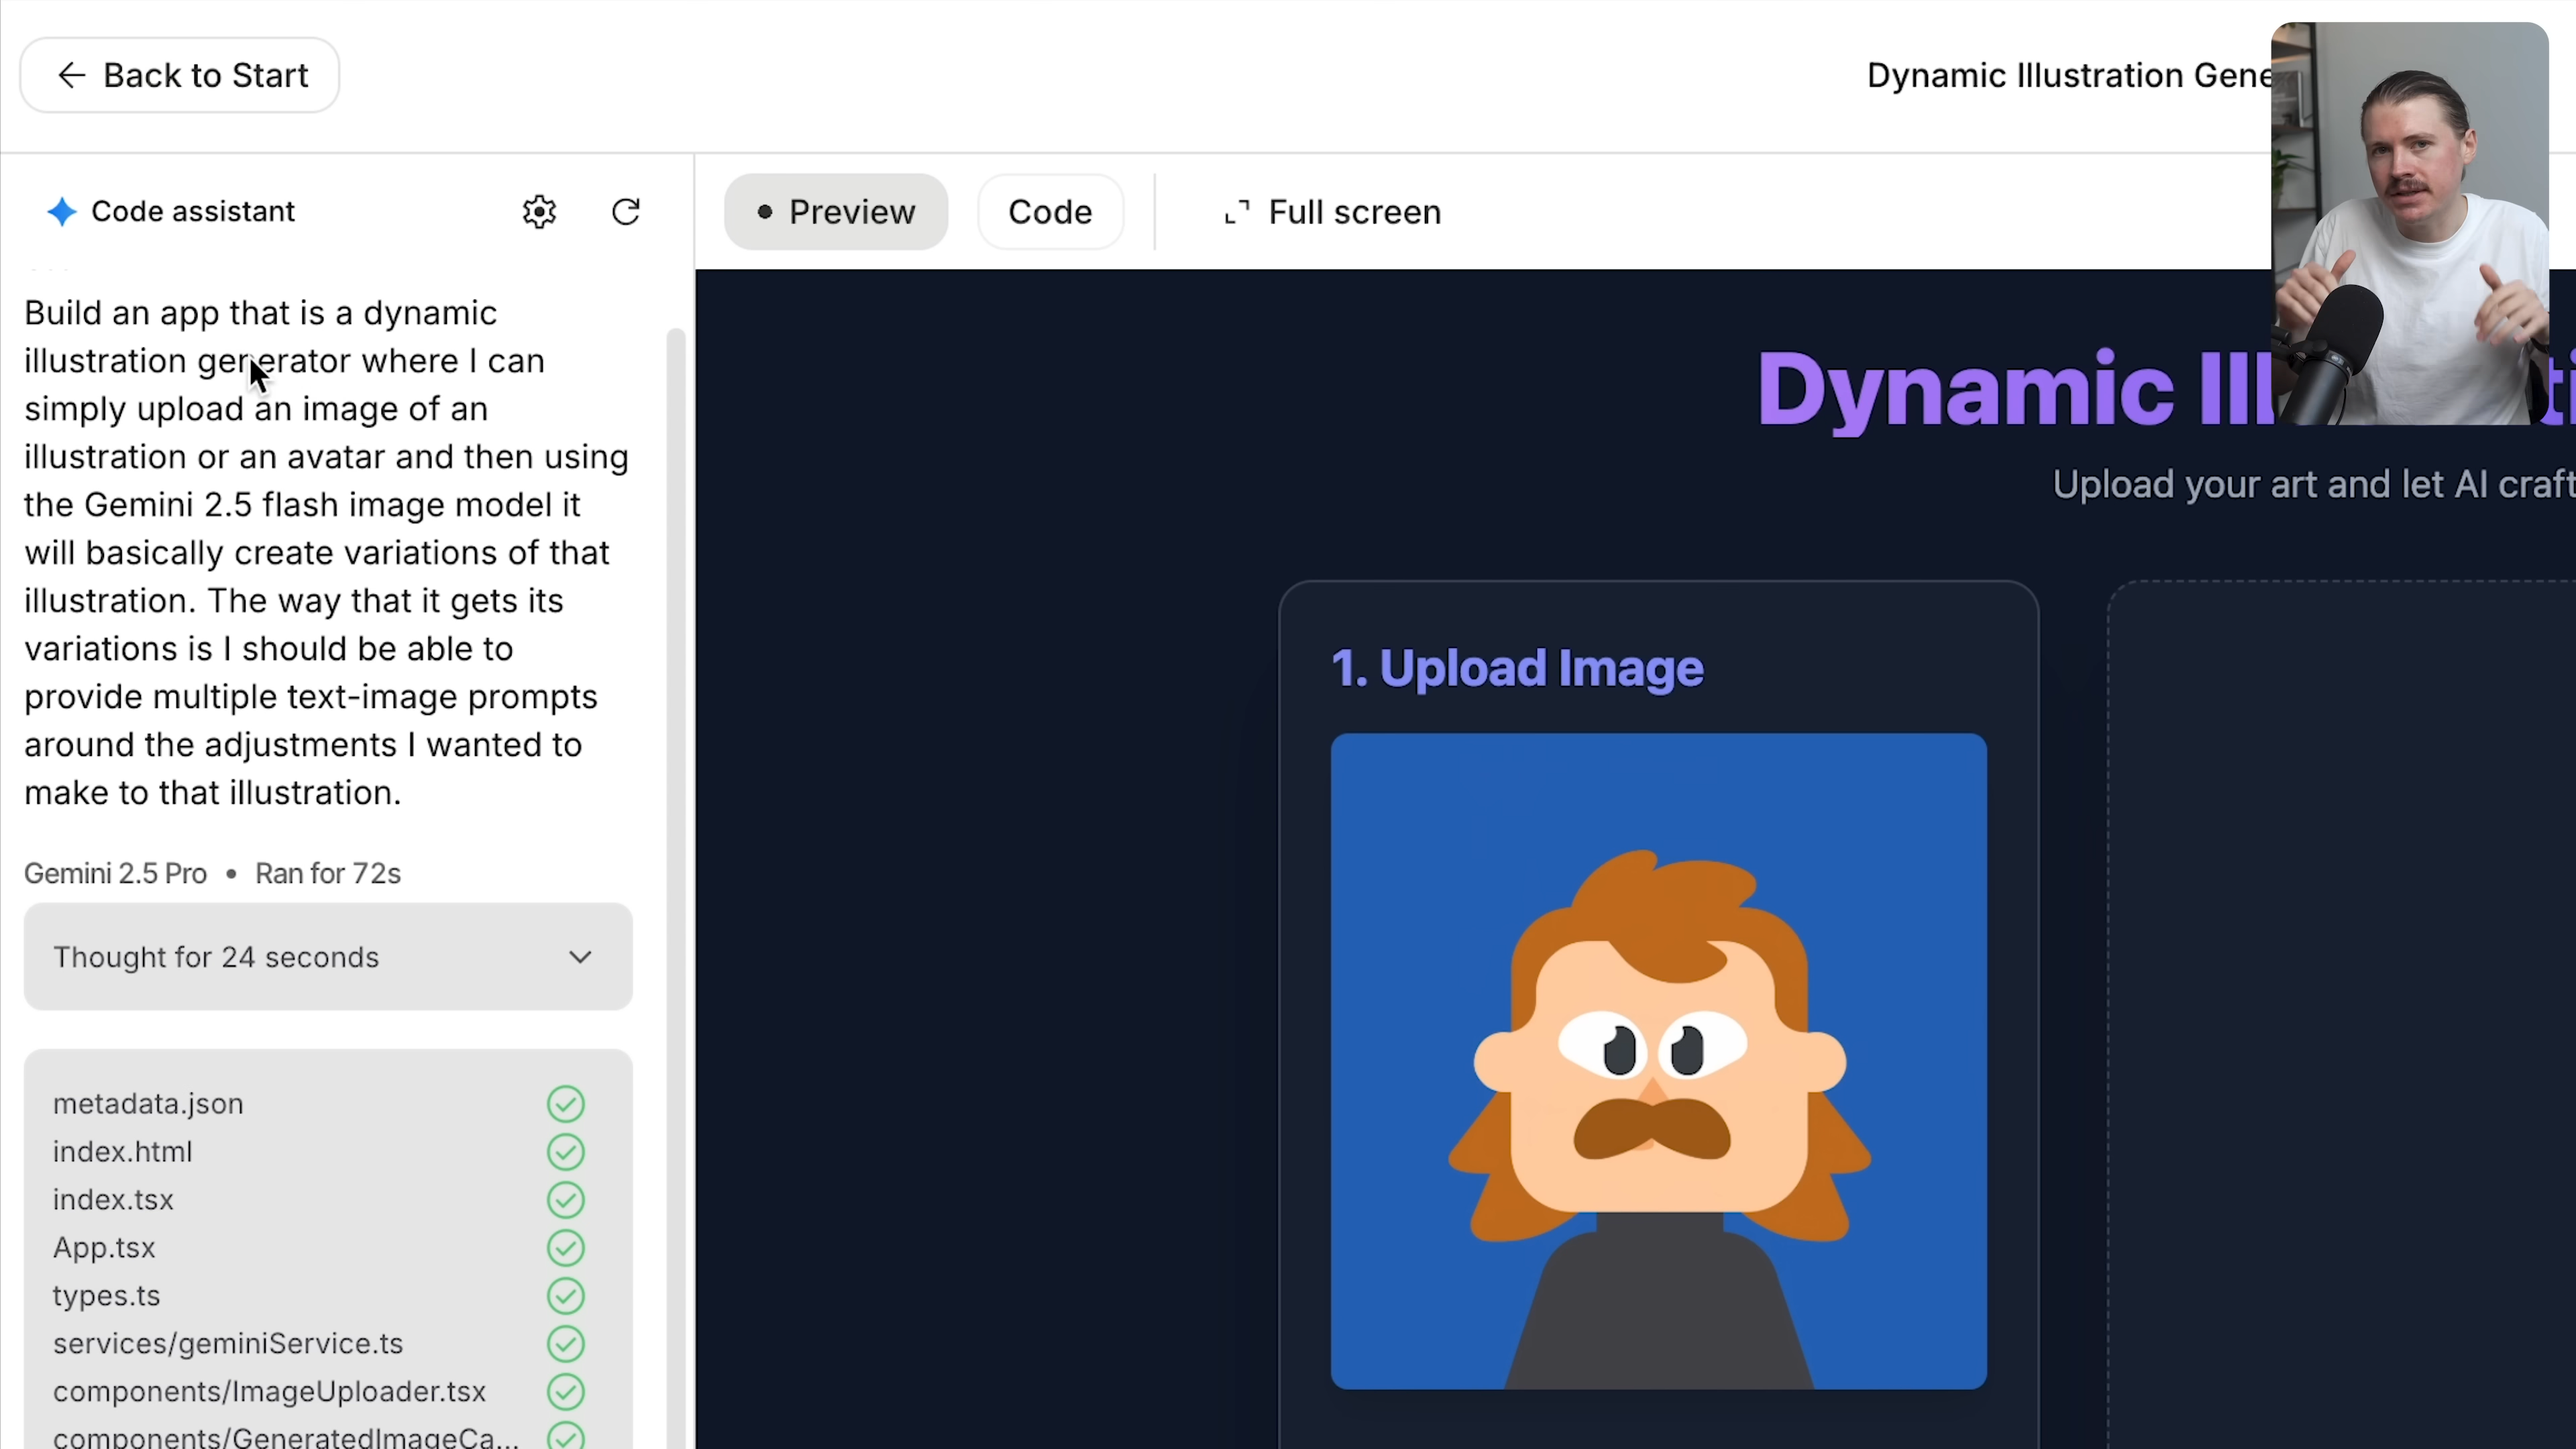 Back to Start
Dynamic Illustration Gene
Code assistant
Preview
Code
Full screen
Build an app that is a dynamic
illustration generator where I can
simply upload an image of an
illustration or an avatar and then using
the Gemini 2.5 flash image model it
will basically create variations of that
illustration. The way that it gets its
variations is I should be able to
provide multiple text-image prompts
around the adjustments I wanted to
make to that illustration.
Gemini 2.5 Pro • Ran for 72s
Thought for 24 seconds
metadata.json
index.html
index.tsx
App.tsx
types.ts
services/geminiService.ts
components/ImageUploader.tsx
components/GeneratedImageCa...
Dynamic Ill
Upload your art and let AI craft
1. Upload Image